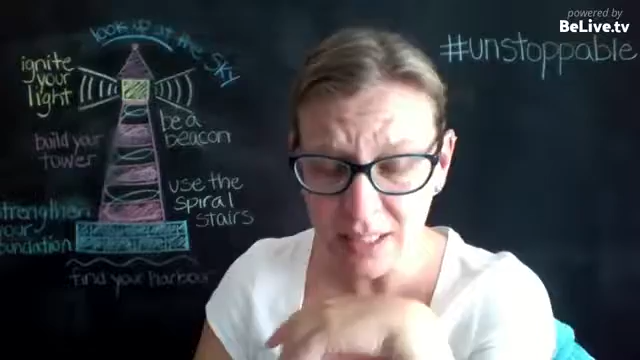 powered by
BeLive.tv
#unstoppable
look up at the sky
ignite
your
light
be a
beacon
build your
tower
use the
spiral
stairs
strengthen
your
foundation
find your harbour